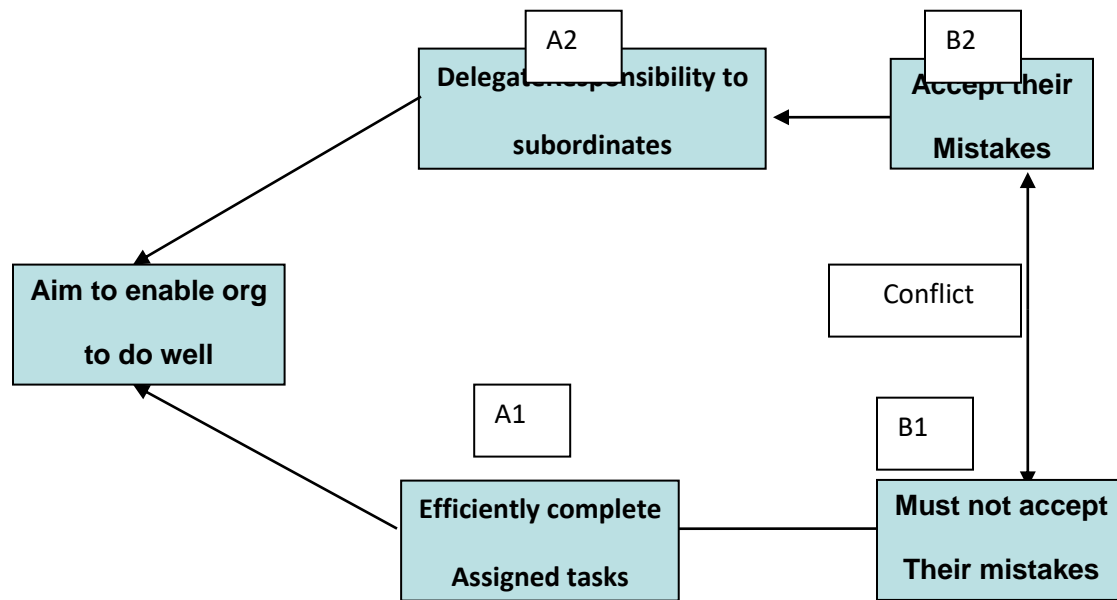 A2
B2
Delegate responsibility to
subordinates
Accept their
Mistakes
Aim to enable org
to do well
Conflict
A1
B1
Efficiently complete
Assigned tasks
Must not accept
Their mistakes